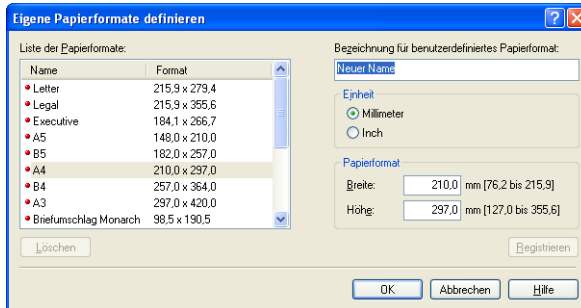 Eigene Papierformate definieren
Liste der Papierformate:
Name Format
Letter 215,9 x 279,4
Legal 215,9 x 355,6
Executive 184,1 x 266,7
A5 148,0 x 210,0
B5 182,0 x 257,0
A4 210,0 x 297,0
B4 257,0 x 364,0
A3 297,0 x 420,0
Briefumschlag Monarch 98,5 x 190,5
Löschen
Bezeichnung für benutzerdefiniertes Papierformat:
Neuer Name
Einheit
Millimeter
Inch
Papierformat
Breite: 210,0 mm [76,2 bis 215,9]
Höhe: 297,0 mm [127,0 bis 355,6]
Registrieren
OK Abbrechen Hilfe